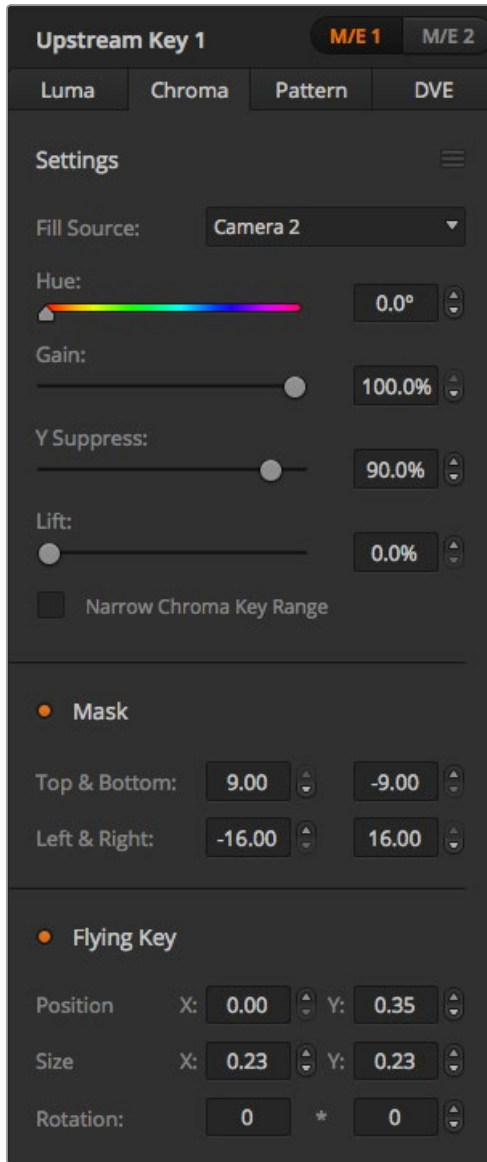 Upstream Key 1 M/E 1 M/E 2
Luma Chroma Pattern DVE
Settings
Fill Source: Camera 2
Hue:
0.0°
Gain:
100.0%
Y Suppress:
90.0%
Lift:
0.0%
Narrow Chroma Key Range
Mask
Top & Bottom: 9.00 -9.00
Left & Right: -16.00 16.00
Flying Key
Position X: 0.00 Y: 0.35
Size X: 0.23 Y: 0.23
Rotation: 0 * 0